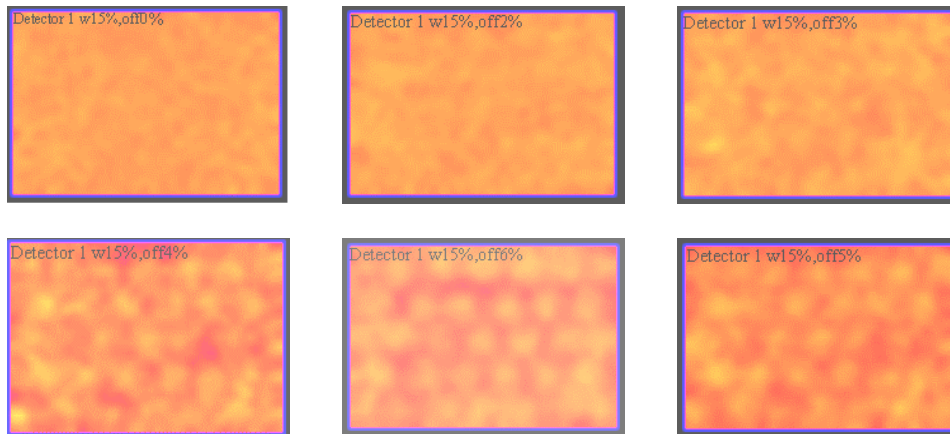 Detector 1 w15%,off0%
Detector 1 w15%,off2%
Detector 1 w15%,off3%
Detector 1 w15%,off4%
Detector 1 w15%,off6%
Detector 1 w15%,off5%